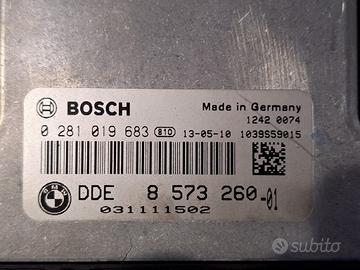 BOSCH
Made in Germany
1242 0074
0 281 019 683 810 13-05-10 1039S59015
BMW
DDE 8 573 260-01
031111502
subito